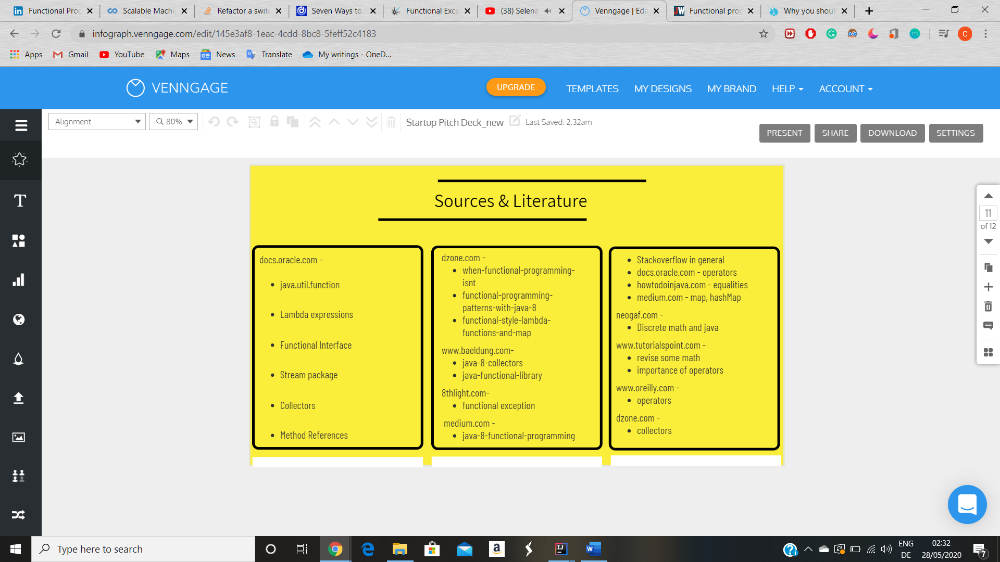 Functional Prog
Scalable Machi
Refactor a swit
Seven Ways to
Functional Exce
(38) Selena
Venngage | Edi
Functional prog
Why you shoul
infograph.venngage.com/edit/145e3af8-1eac-4cdd-8bc8-5feff52c4183
C
Apps
Gmail
YouTube
Maps
News
Translate
My writings - OneD...
VENNGAGE
UPGRADE
TEMPLATES
MY DESIGNS
MY BRAND
HELP
ACCOUNT
Alignment
80%
Startup Pitch Deck_new
Last Saved: 2:32am
PRESENT
SHARE
DOWNLOAD
SETTINGS
T
Sources & Literature
docs.oracle.com -
• java.util.function
• Lambda expressions
• Functional Interface
• Stream package
• Collectors
• Method References
dzone.com -
• when-functional-programming-
isnt
• functional-programming-
patterns-with-java-8
• functional-style-lambda-
functions-and-map
www.baeldung.com-
• java-8-collectors
• java-functional-library
8thlight.com-
• functional exception
medium.com -
• java-8-functional-programming
• Stackoverflow in general
• docs.oracle.com - operators
• howtodoinjava.com - equalities
• medium.com - map, hashMap
neogaf.com -
• Discrete math and java
www.tutorialspoint.com -
• revise some math
• importance of operators
www.oreilly.com -
• operators
dzone.com -
• collectors
11
of 12
Type here to search
ENG
DE
02:32
28/05/2020
7